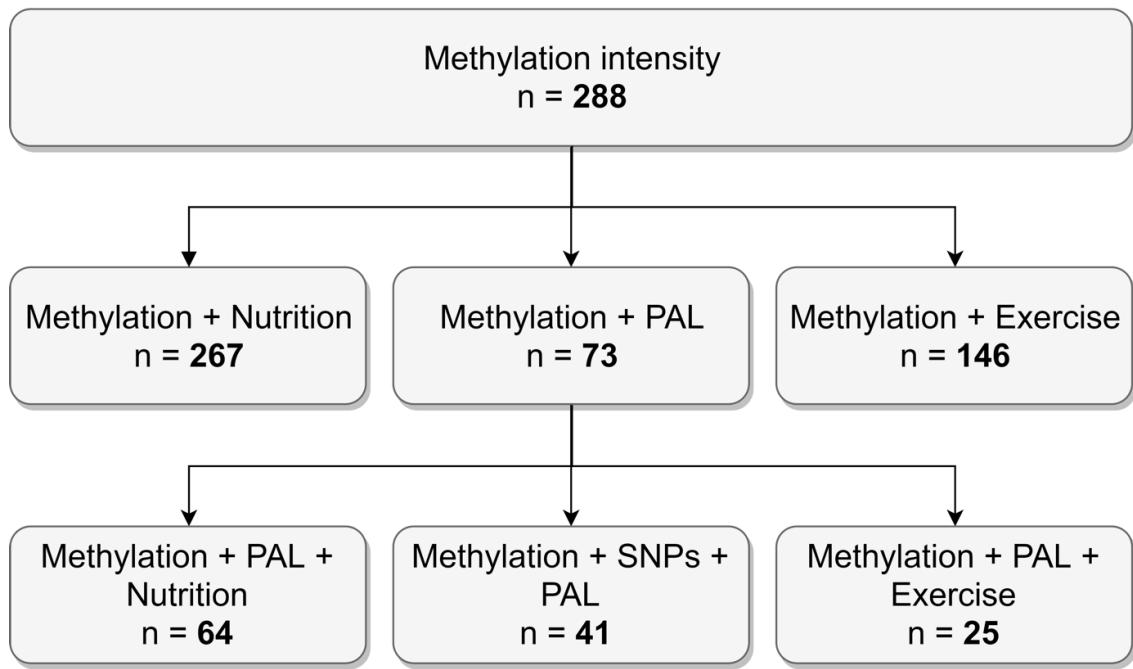 Methylation intensity
n = 288
Methylation + Nutrition
n = 267
Methylation + PAL
n = 73
Methylation + Exercise
n = 146
Methylation + PAL +
Nutrition
n = 64
Methylation + SNPs +
PAL
n = 41
Methylation + PAL +
Exercise
n = 25